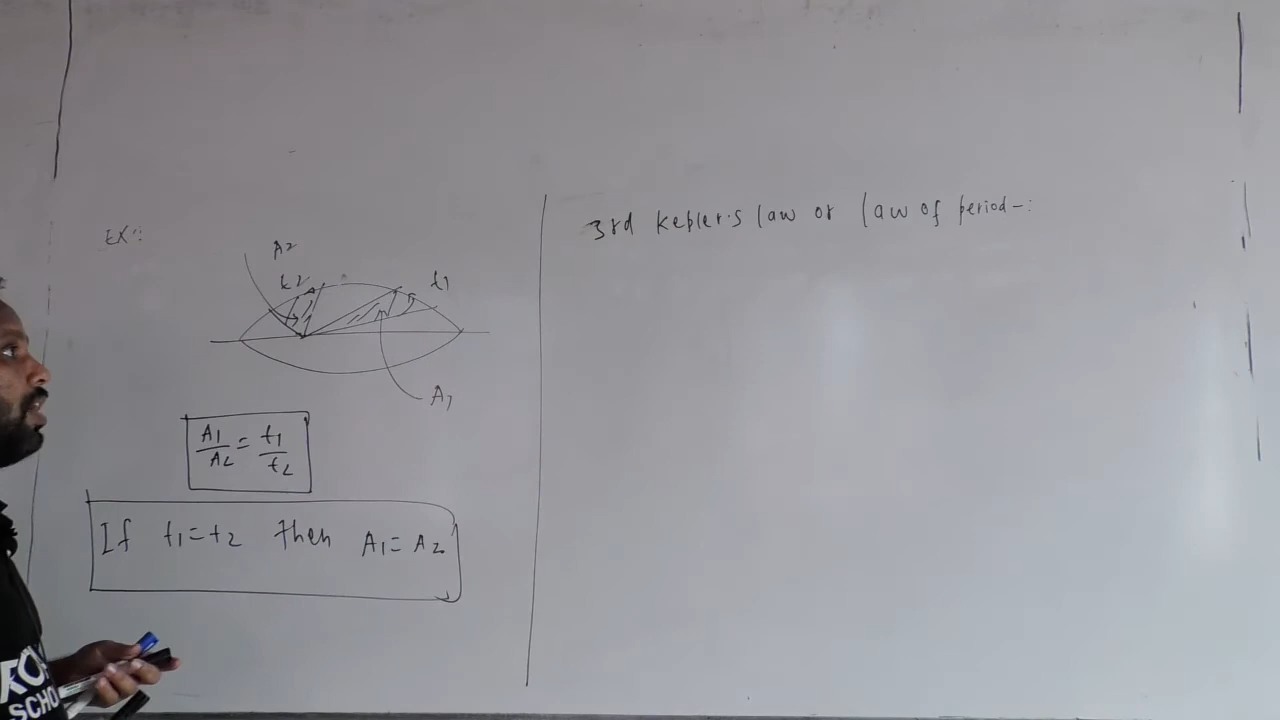 EX:
A2
t2
t1
A1
A1/A2 = t1/t2
If t1=t2 then A1=A2
3rd Kepler's law or law of period-:
SCHO